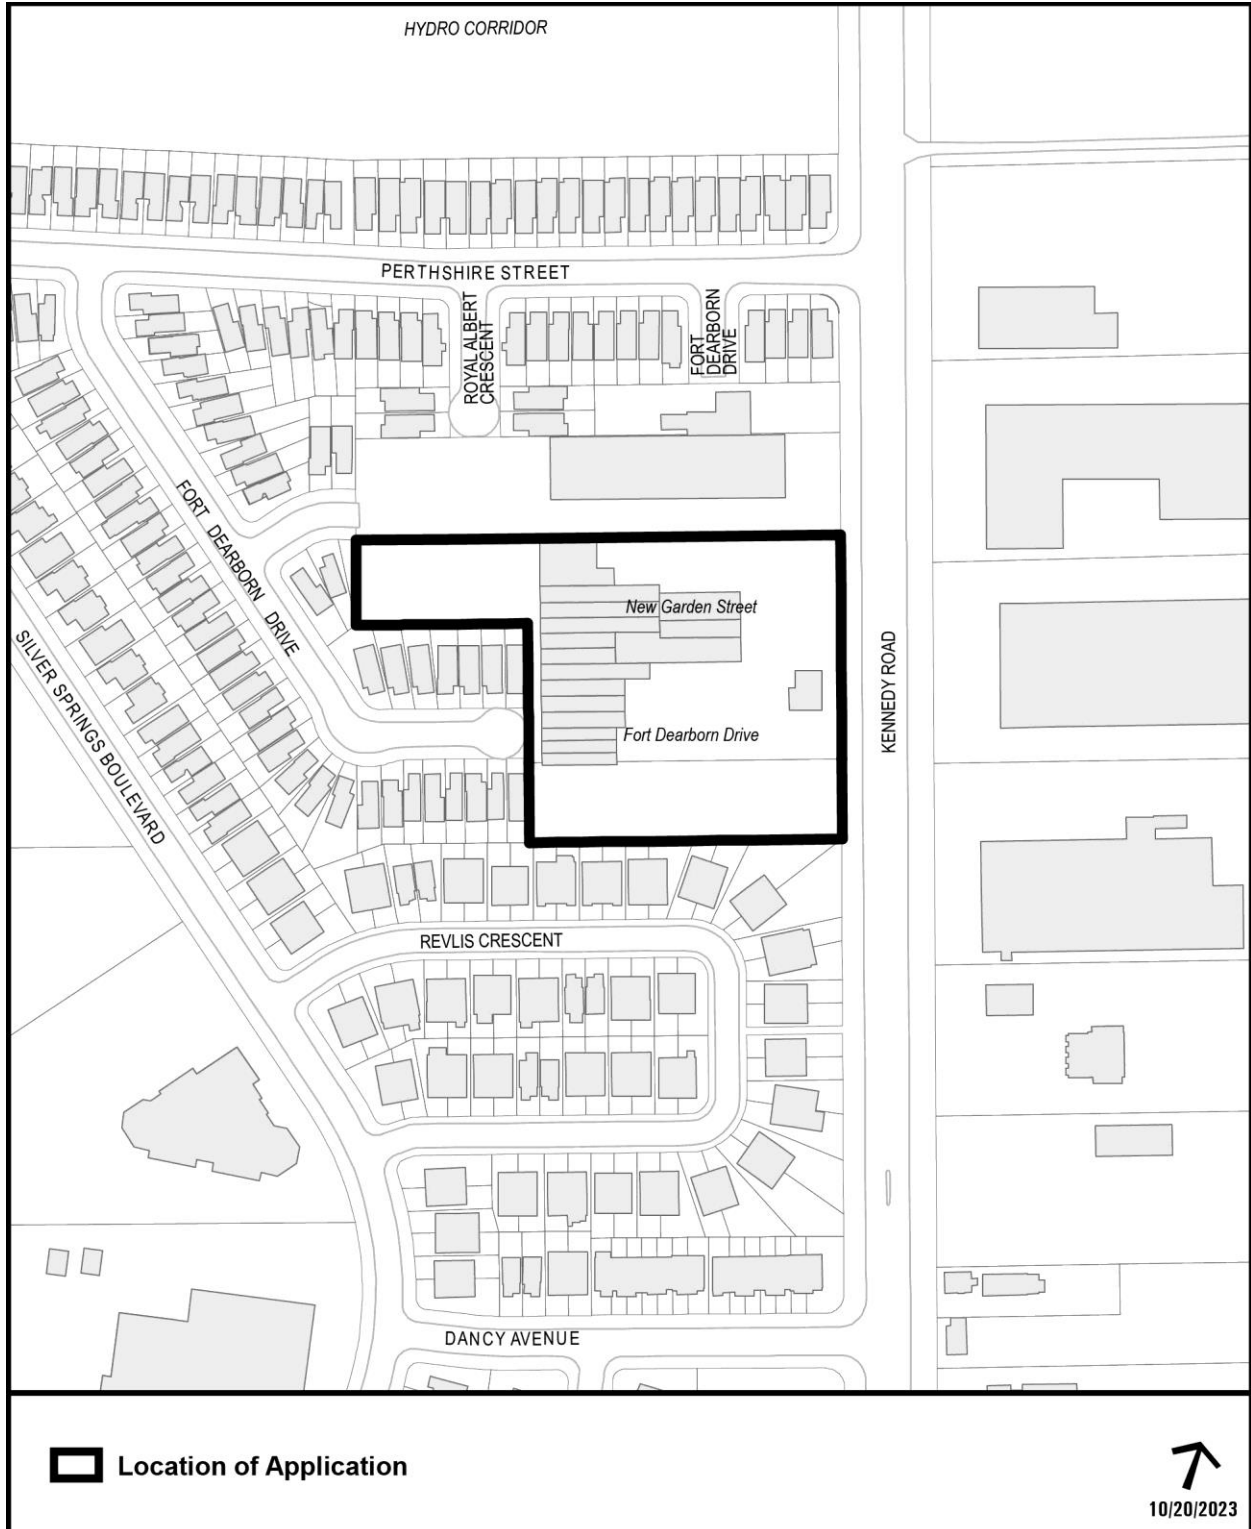 HYDRO CORRIDOR
PERTHSHIRE STREET
ROYAL ALBERT
CRESCENT
FORT
DEARBORN
DRIVE
FORT DEARBORN DRIVE
New Garden Street
KENNEDY ROAD
SILVER SPRINGS BOULEVARD
Fort Dearborn Drive
REVLIS CRESCENT
DANCY AVENUE
Location of Application
10/20/2023